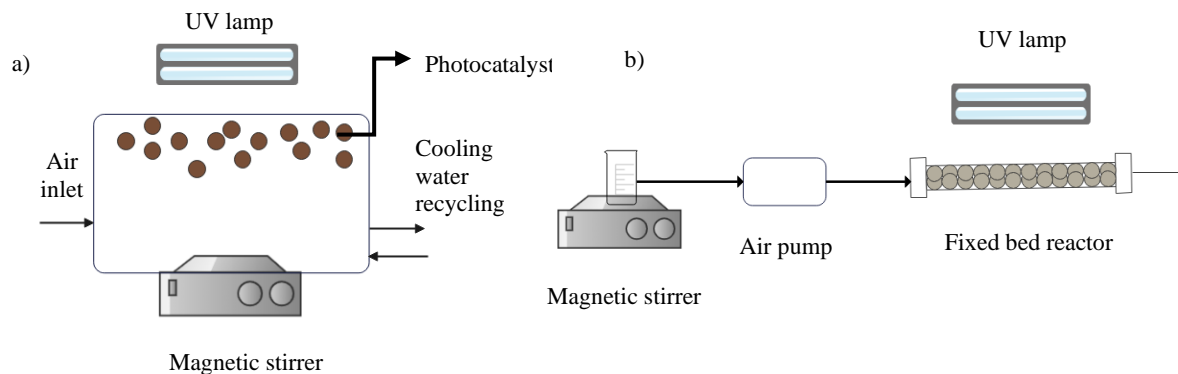 a)
UV lamp
Photocatalyst
Air
inlet
Cooling
water
recycling
Magnetic stirrer
b)
UV lamp
Magnetic stirrer
Air pump
Fixed bed reactor